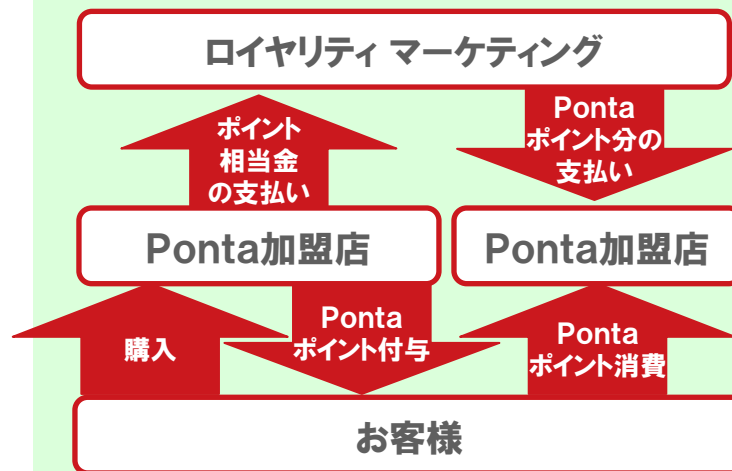 ロイヤリティ マーケティング
ポイント
相当金
の支払い
Ponta
ポイント分の
支払い
Ponta加盟店
Ponta加盟店
購入
Ponta
ポイント付与
Ponta
ポイント消費
お客様